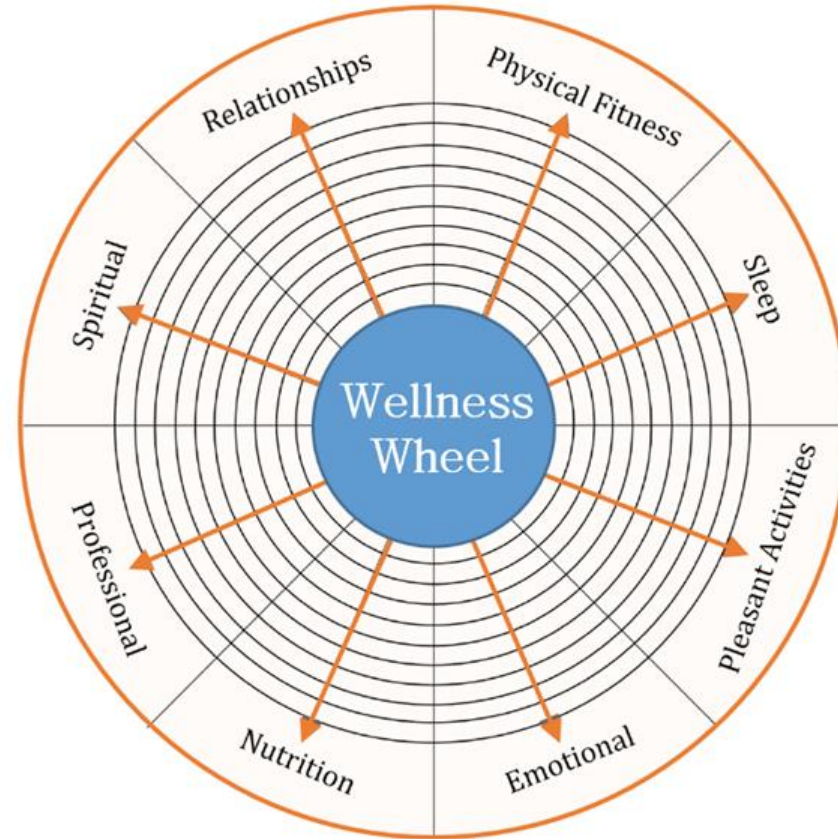 Relationships
Physical Fitness
Sleep
Pleasant Activities
Emotional
Nutrition
Professional
Spiritual
Wellness
Wheel